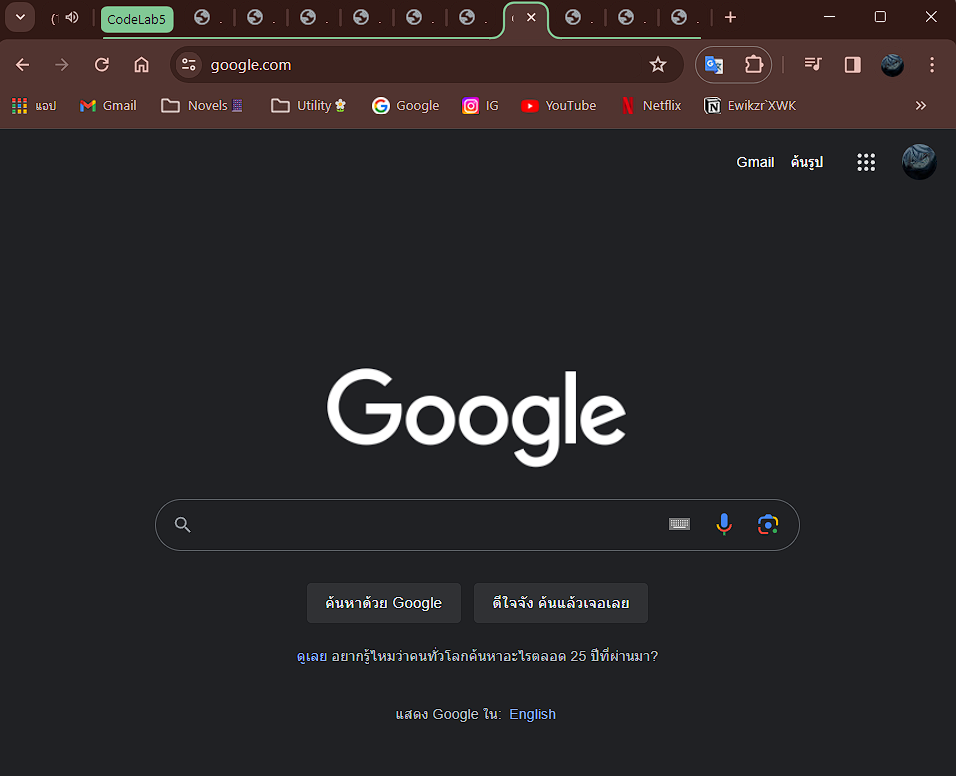 CodeLab5
google.com
แอป Gmail Novels Utility Google IG YouTube Netflix Ewikzr`XWK
Gmail ค้นรูป
Google
ค้นหาด้วย Google ดีใจจัง ค้นแล้วเจอเลย
ดูเลย อยากรู้ไหมว่าคนทั่วโลกค้นหาอะไรตลอด 25 ปีที่ผ่านมา?
แสดง Google ใน: English